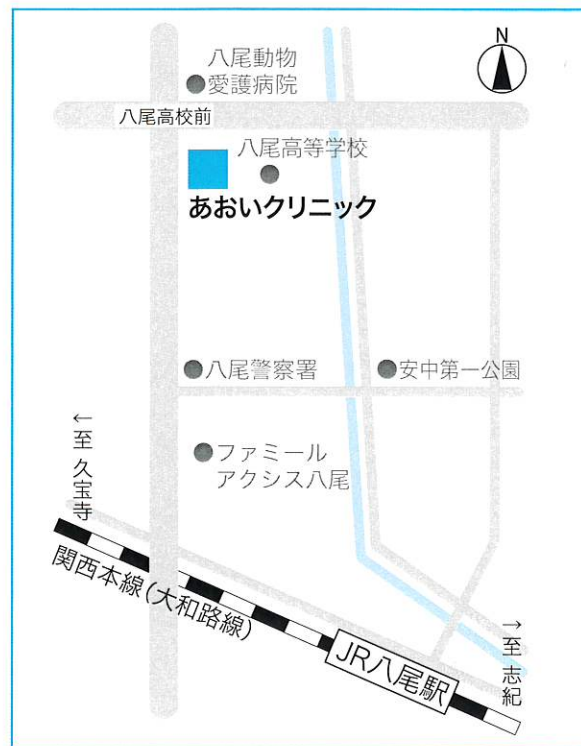 N
八尾動物
愛護病院
八尾高校前
八尾高等学校
あおいクリニック
八尾警察署
安中第一公園
ファミール
アクシス八尾
←至 久宝寺
関西本線(大和路線)
JR八尾駅
→至 志紀